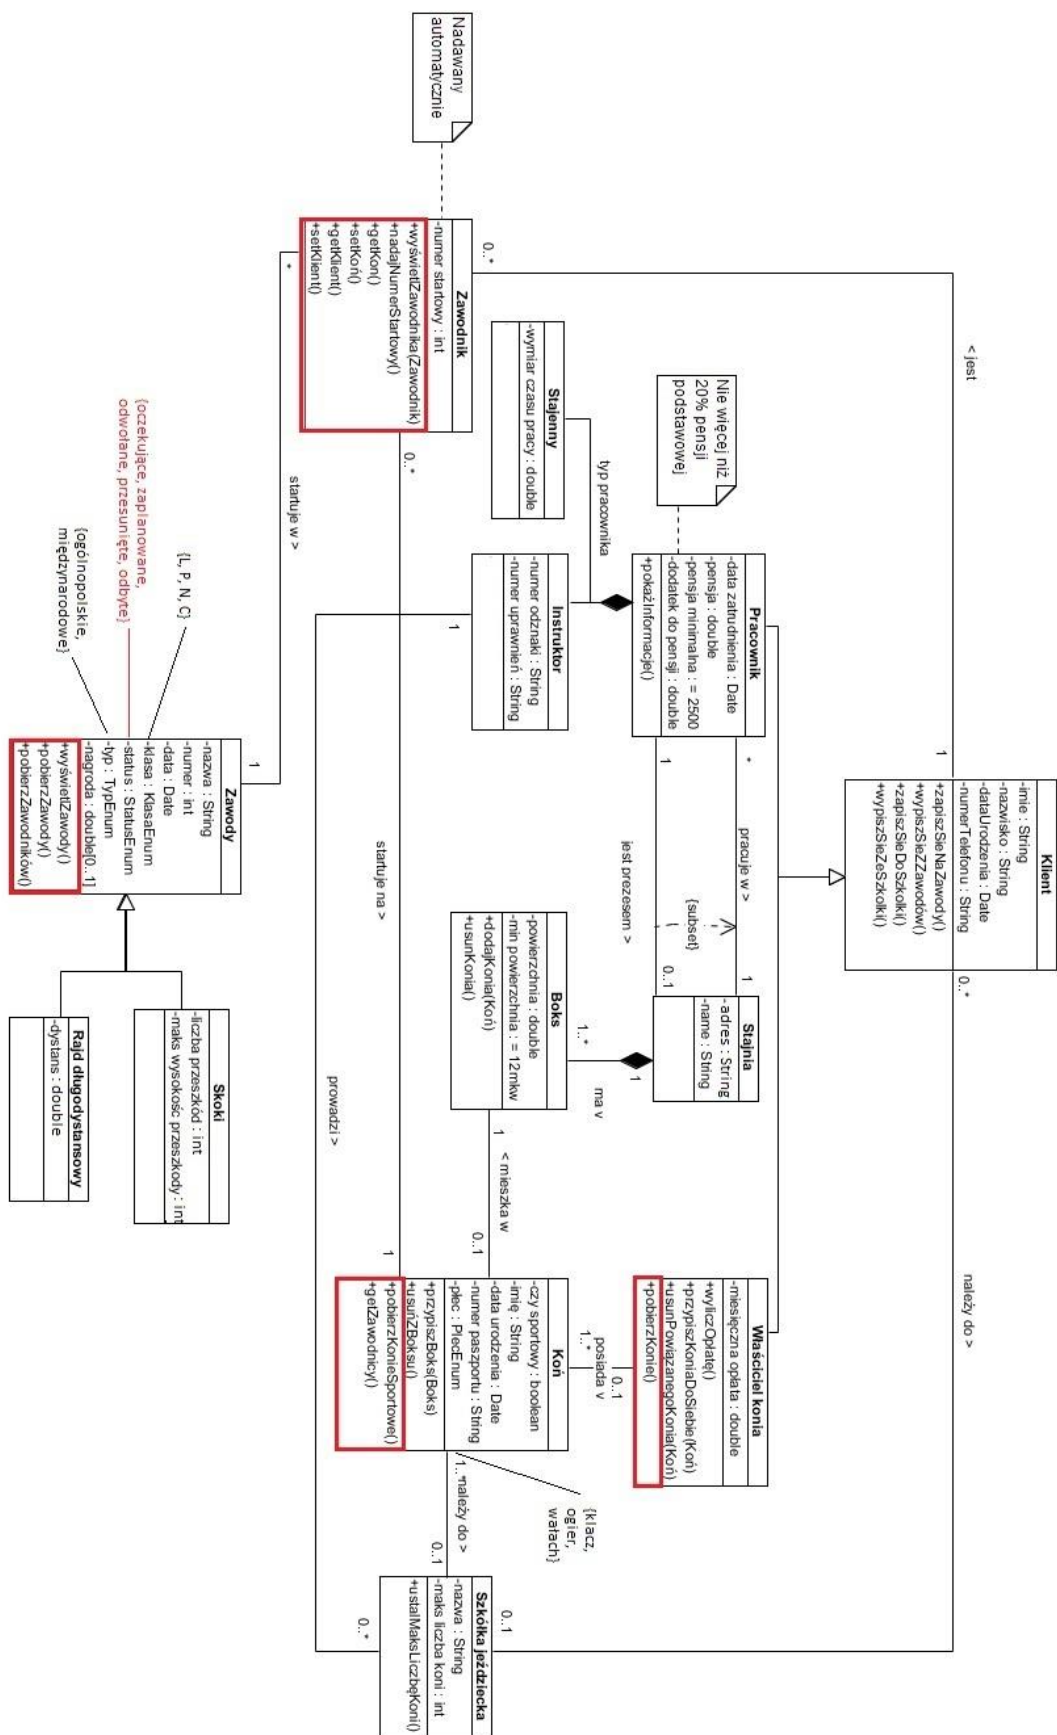 Klient
-imie : String
-nazwisko : String
-dataUrodzenia : Date
-numerTelefonu : String
+zapiszSieNaZawody()
+wypiszSieZZawodów()
+zapiszSieDoSzkolki()
+wypiszSieZeSzkolki()
1
0..*
< jest
należy do >
0..*
0..1
Pracownik
-data zatrudnienia : Date
-pensja : double
-pensja minimalna : = 2500
-dodatek do pensji : double
+pokażInformacje()
Nie więcej niż
20% pensji
podstawowej
*
pracuje w >
1
{subset}
1
jest prezesem >
0..1
Stajnia
-adres : String
-name : String
Właściciel konia
-miesięczna opłata : double
+wyliczOpłatę()
+przypiszKoniaDoSiebie(Koń)
+usunPowiązanegoKonia(Koń)
+pobierzKonie()
typ pracownika
1
ma v
1..*
0..1
posiada v
1..*
{klacz,
ogier,
wałach}
Stajenny
-wymiar czasu pracy : double
Instruktor
-numer odznaki : String
-numer uprawnień : String
1
Boks
-powierzchnia : double
-min powierzchnia : = 12mkw
+dodajKonia(Koń)
+usunKonia()
1
< mieszka w
0..1
Koń
-czy sportowy : boolean
-imię : String
-data urodzenia : Date
-numer paszportu : String
-płec : PlecEnum
+przypiszBoks(Boks)
+usuńZBoksu()
+pobierzKonieSportowe()
+getZawodnicy()
1..*
należy do >
0..1
Szkółka jeździecka
-nazwa : String
-maks liczba koni : int
+ustalMaksLiczbęKoni()
0..*
Nadawany
automatycznie
Zawodnik
-numer startowy : int
+wyświetlZawodnika(Zawodnik)
+nadajNumerStartowy()
+getKon()
+setKoń()
+getKlient()
+setKlient()
0..*
startuje na >
1
prowadzi >
*
startuje w >
1
{L, P, N, C}
{oczekujące, zaplanowane,
odwołane, przesunięte, odbyte}
{ogólnopolskie,
międzynarodowe}
Zawody
-nazwa : String
-numer : int
-data : Date
-klasa : KlasaEnum
-status : StatusEnum
-typ : TypEnum
-nagroda : double[0..1]
+wyświetlZawody()
+pobierzZawody()
+pobierzZawodników()
Skoki
-liczba przeszkód : int
-maks wysokość przeszkody : int
Rajd długodystansowy
-dystans : double